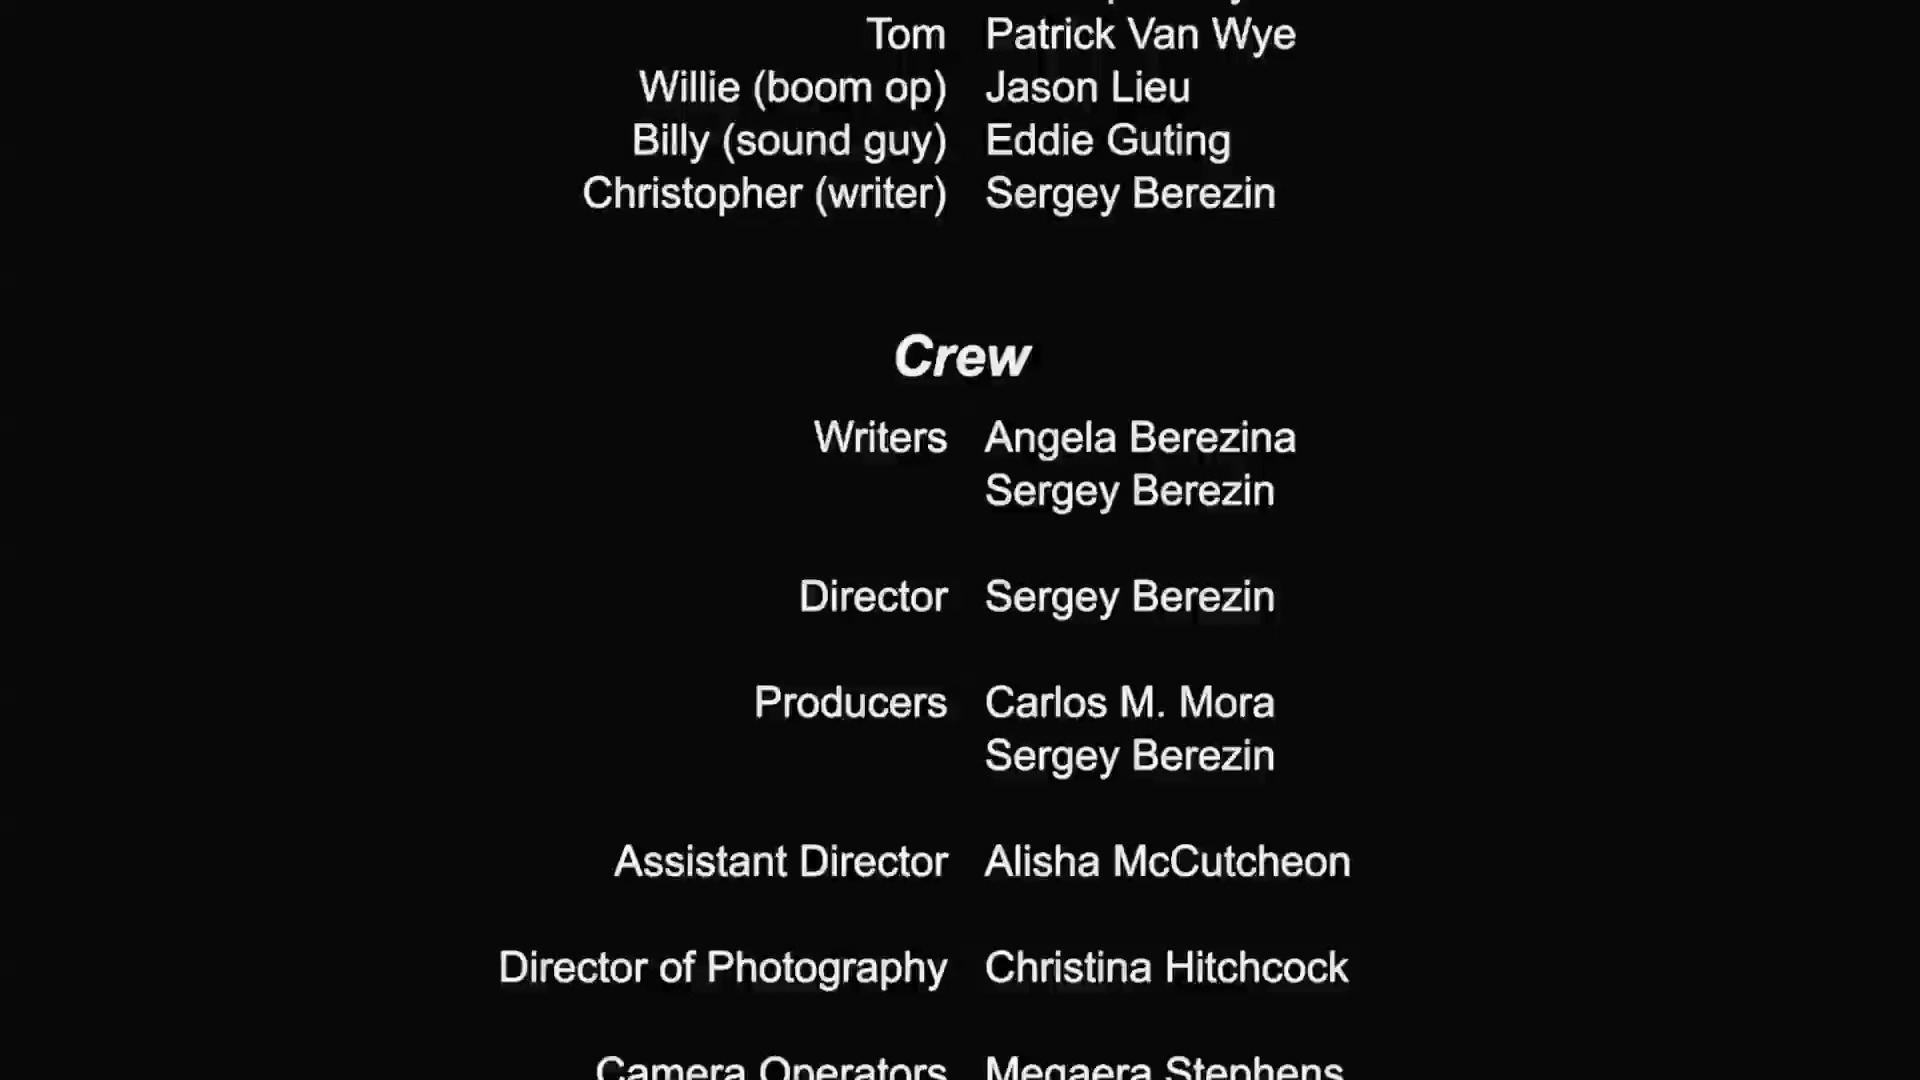 Tom Patrick Van Wye
Willie (boom op) Jason Lieu
Billy (sound guy) Eddie Guting
Christopher (writer) Sergey Berezin
Crew
Writers Angela Berezina
Sergey Berezin
Director Sergey Berezin
Producers Carlos M. Mora
Sergey Berezin
Assistant Director Alisha McCutcheon
Director of Photography Christina Hitchcock
Camera Operators Megaera Stephens